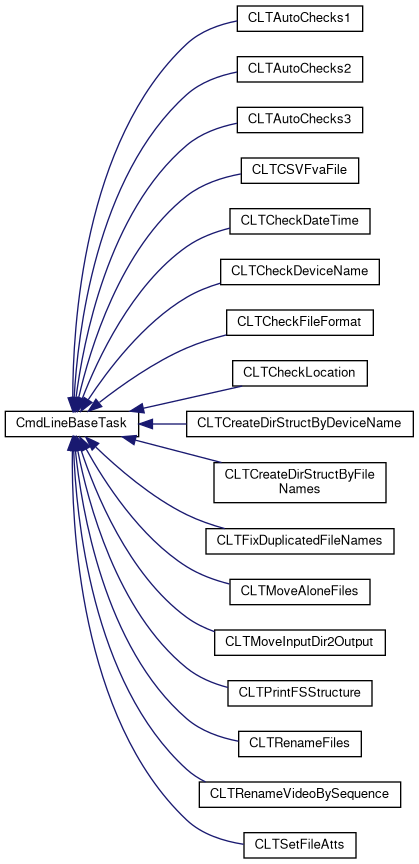 CLTAutoChecks1
CLTAutoChecks2
CLTAutoChecks3
CLTCSVFvaFile
CLTCheckDateTime
CLTCheckDeviceName
CLTCheckFileFormat
CLTCheckLocation
CmdLineBaseTask
CLTCreateDirStructByDeviceName
CLTCreateDirStructByFile
Names
CLTFixDuplicatedFileNames
CLTMoveAloneFiles
CLTMoveInputDir2Output
CLTPrintFSStructure
CLTRenameFiles
CLTRenameVideoBySequence
CLTSetFileAtts